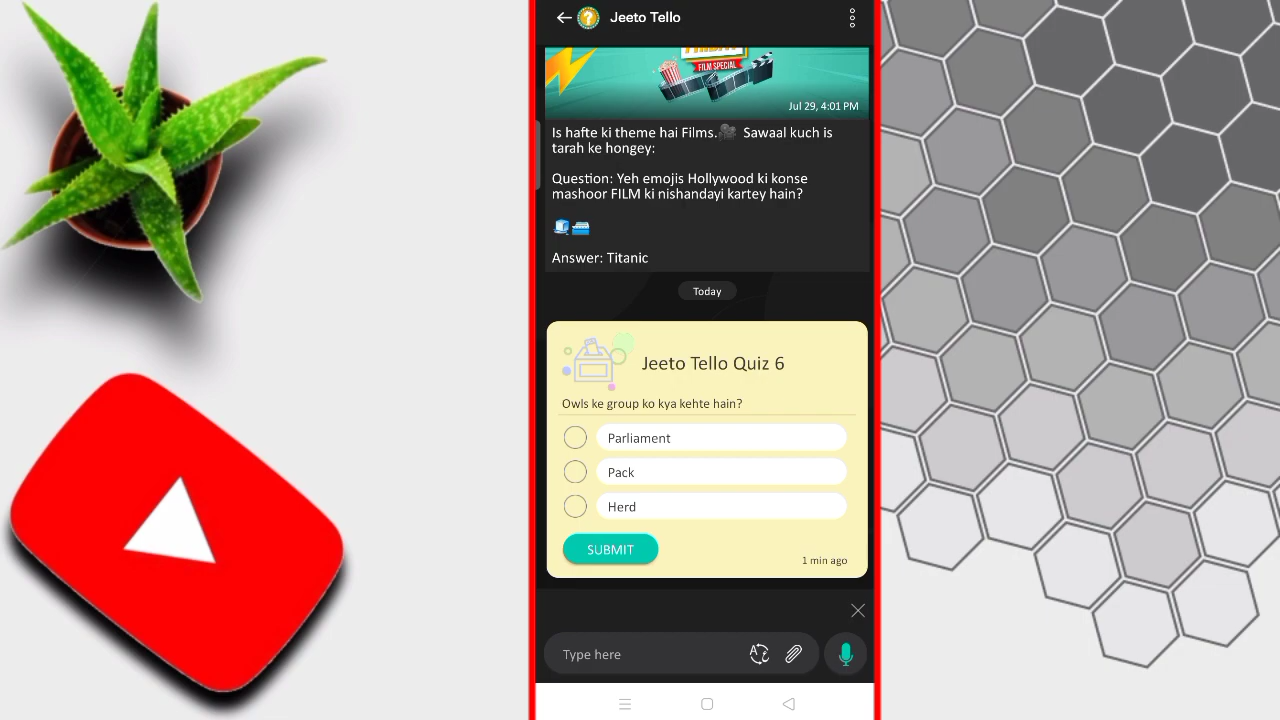 Jeeto Tello
FILM SPECIAL
Jul 29, 4:01 PM
Is hafte ki theme hai Films.🎥 Sawaal kuch is
tarah ke hongey:
Question: Yeh emojis Hollywood ki konse
mashoor FILM ki nishandayi kartey hain?
Answer: Titanic
Today
Jeeto Tello Quiz 6
Owls ke group ko kya kehte hain?
Parliament
Pack
Herd
SUBMIT
1 min ago
Type here